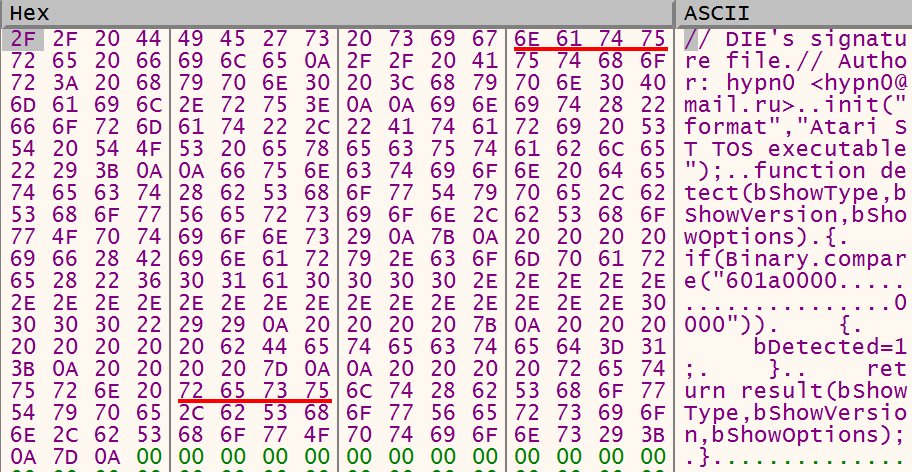 Hex ASCII
2F 2F 20 44 49 45 27 73 20 73 69 67 6E 61 74 75 // DIE's signatu
72 65 20 66 69 6C 65 0A 2F 2F 20 41 75 74 68 6F re file.// Autho
72 3A 20 68 79 70 6E 30 20 3C 68 79 70 6E 30 40 r: hypn0 <hypn0@
6D 61 69 6C 2E 72 75 3E 0A 0A 69 6E 69 74 28 22 mail.ru>..init("
66 6F 72 6D 61 74 22 2C 22 41 74 61 72 69 20 53 format","Atari S
54 20 54 4F 53 20 65 78 65 63 75 74 61 62 6C 65 T TOS executable
22 29 3B 0A 0A 66 75 6E 63 74 69 6F 6E 20 64 65 ");..function de
74 65 63 74 28 62 53 68 6F 77 54 79 70 65 2C 62 tect(bShowType,b
53 68 6F 77 56 65 72 73 69 6F 6E 2C 62 53 68 6F ShowVersion,bSho
77 4F 70 74 69 6F 6E 73 29 0A 7B 0A 20 20 20 20 wOptions).{.
69 66 28 42 69 6E 61 72 79 2E 63 6F 6D 70 61 72 if(Binary.compar
65 28 22 36 30 31 61 30 30 30 30 2E 2E 2E 2E 2E e("601a0000.....
2E 2E 2E 2E 2E 2E 2E 2E 2E 2E 2E 2E 2E 2E 2E 30 ...............0
30 30 30 22 29 29 0A 20 20 20 20 7B 0A 20 20 20 000")).    {.
20 20 20 20 20 62 44 65 74 65 63 74 65 64 3D 31      bDetected=1
3B 0A 20 20 20 20 7D 0A 0A 20 20 20 20 72 65 74 ;.    }..    ret
75 72 6E 20 72 65 73 75 6C 74 28 62 53 68 6F 77 urn result(bShow
54 79 70 65 2C 62 53 68 6F 77 56 65 72 73 69 6F Type,bShowVersio
6E 2C 62 53 68 6F 77 4F 70 74 69 6F 6E 73 29 3B n,bShowOptions);
0A 7D 0A 00 00 00 00 00 00 00 00 00 00 00 00 00 .}..............